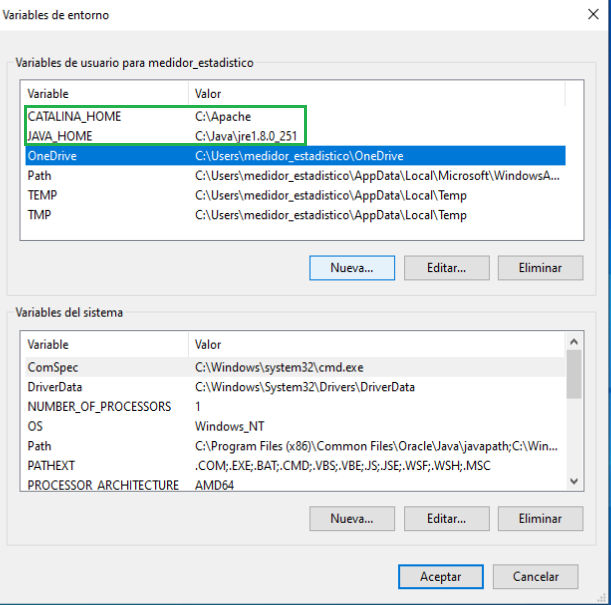 Variables de entorno
Variables de usuario para medidor_estadistico
Variable Valor
CATALINA_HOME C:\Apache
JAVA_HOME C:\Java\jre1.8.0_251
OneDrive C:\Users\medidor_estadistico\OneDrive
Path C:\Users\medidor_estadistico\AppData\Local\Microsoft\WindowsA...
TEMP C:\Users\medidor_estadistico\AppData\Local\Temp
TMP C:\Users\medidor_estadistico\AppData\Local\Temp
Nueva... Editar... Eliminar
Variables del sistema
Variable Valor
ComSpec C:\Windows\system32\cmd.exe
DriverData C:\Windows\System32\Drivers\DriverData
NUMBER_OF_PROCESSORS 1
OS Windows_NT
Path C:\Program Files (x86)\Common Files\Oracle\Java\javapath;C:\Win...
PATHEXT .COM;.EXE;.BAT;.CMD;.VBS;.VBE;.JS;.JSE;.WSF;.WSH;.MSC
PROCESSOR_ARCHITECTURE AMD64
Nueva... Editar... Eliminar
Aceptar Cancelar